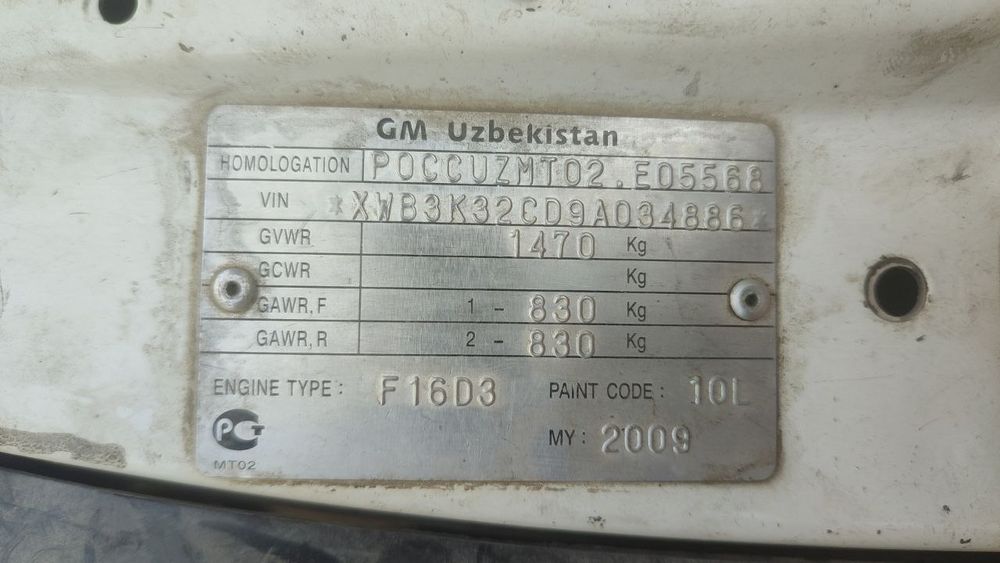 GM Uzbekistan
HOMOLOGATION POCCUZMT02.E05568
VIN *XWB3K32CD9A034886*
GVWR 1470 Kg
GCWR Kg
GAWR, F 1 - 830 Kg
GAWR, R 2 - 830 Kg
ENGINE TYPE : F16D3 PAINT CODE : 10L
РСТ MY : 2009
MT02